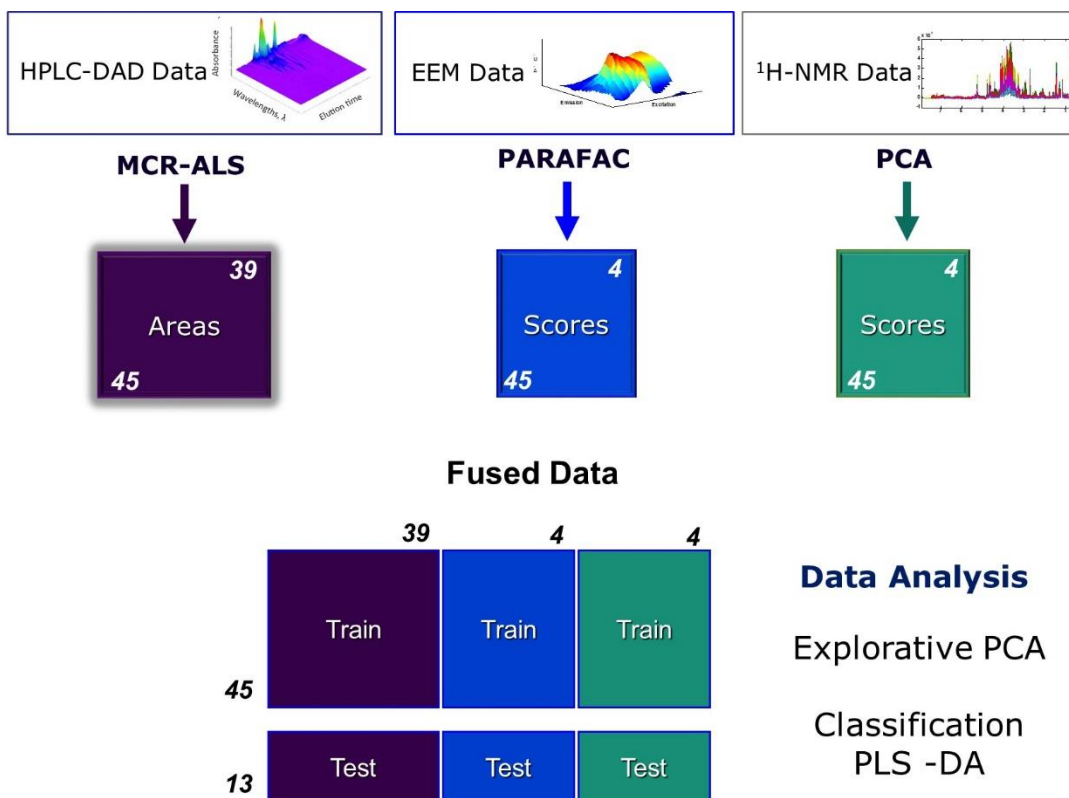 HPLC-DAD Data
Absorbance
Wavelengths, λ
Elution time
EEM Data
Emission
Excitation
¹H-NMR Data
MCR-ALS
PARAFAC
PCA
39
Areas
45
4
Scores
45
4
Scores
45
Fused Data
39
4
4
Train
Train
Train
45
Test
Test
Test
13
Data Analysis
Explorative PCA
Classification
PLS -DA